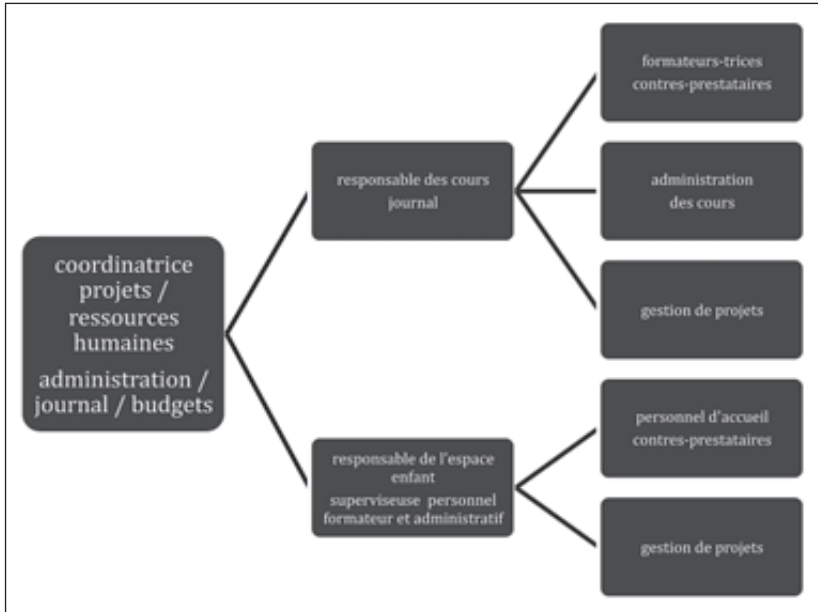 coordinatrice
projets /
ressources
humaines
administration /
journal / budgets
responsable des cours
journal
formateurs-trices
contres-prestataires
administration
des cours
gestion de projets
responsable de l'espace
enfant
superviseuse personnel
formateur et administratif
personnel d'accueil
contres-prestataires
gestion de projets